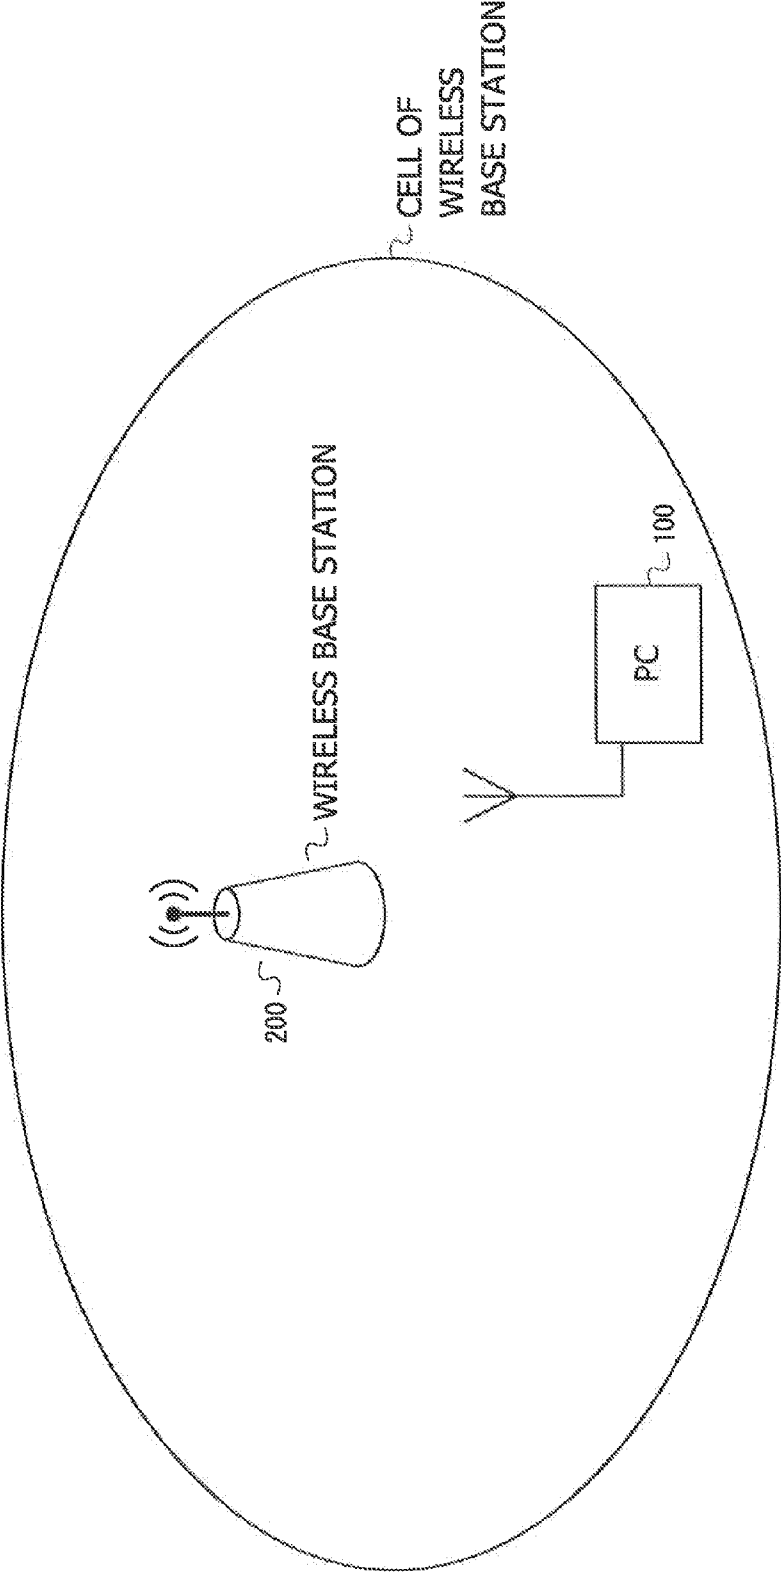 CELL OF
WIRELESS
BASE STATION
WIRELESS BASE STATION
200
PC
100